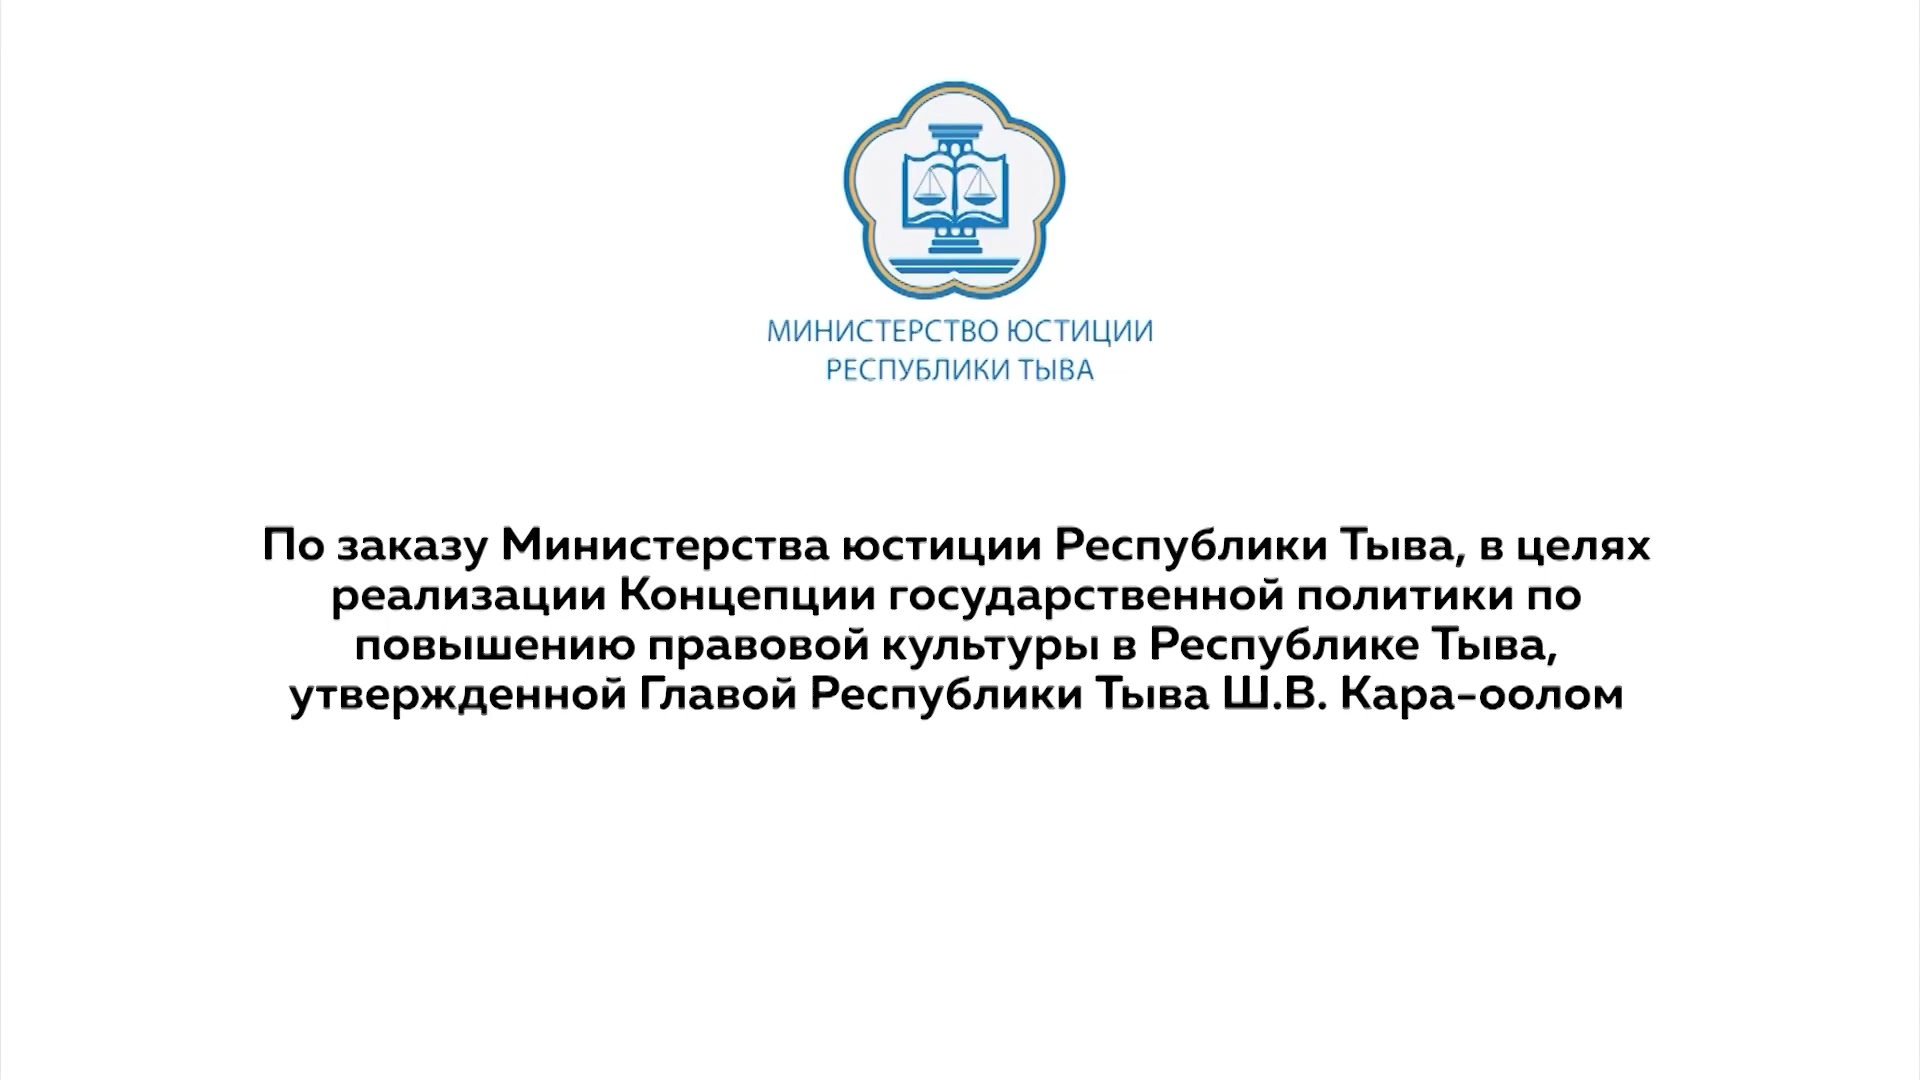 МИНИСТЕРСТВО ЮСТИЦИИ
РЕСПУБЛИКИ ТЫВА
По заказу Министерства юстиции Республики Тыва, в целях
реализации Концепции государственной политики по
повышению правовой культуры в Республике Тыва,
утвержденной Главой Республики Тыва Ш.В. Кара-оолом